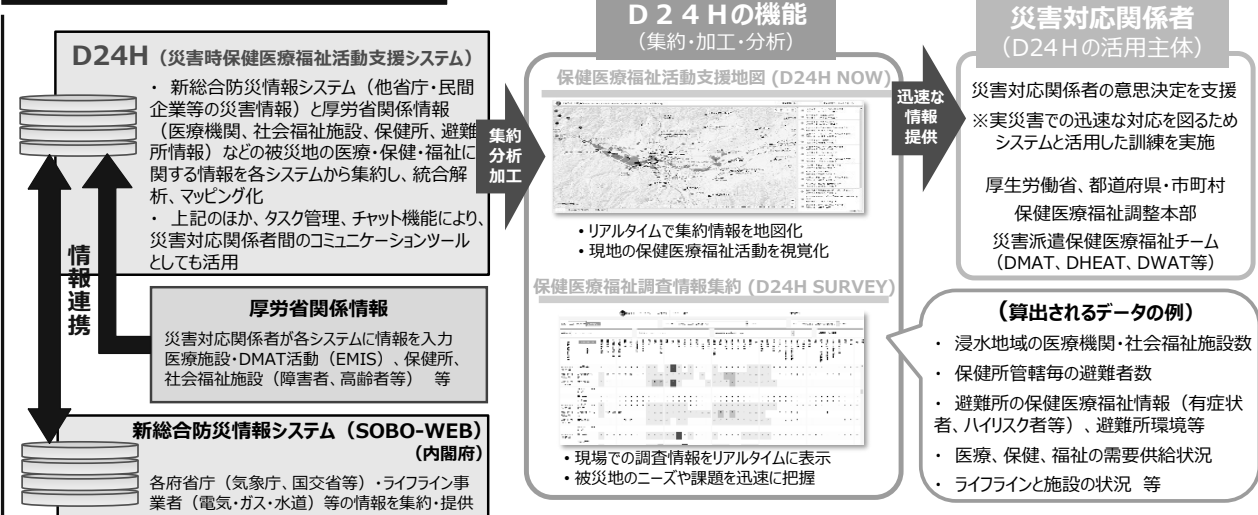 D24H（災害時保健医療福祉活動支援システム）
・ 新総合防災情報システム（他省庁・民間
企業等の災害情報）と厚労省関係情報
（医療機関、社会福祉施設、保健所、避難
所情報）などの被災地の医療・保健・福祉に
関する情報を各システムから集約し、統合解
析、マッピング化
・ 上記のほか、タスク管理、チャット機能により、
災害対応関係者間のコミュニケーションツール
としても活用
情報連携
厚労省関係情報
災害対応関係者が各システムに情報を入力
医療施設・DMAT活動（EMIS）、保健所、
社会福祉施設（障害者、高齢者等） 等
新総合防災情報システム（SOBO-WEB）
（内閣府）
各府省庁（気象庁、国交省等）・ライフライン事
業者（電気・ガス・水道）等の情報を集約・提供
集約
分析
加工
Ｄ２４Ｈの機能
（集約・加工・分析）
保健医療福祉活動支援地図 (D24H NOW)
• リアルタイムで集約情報を地図化
• 現地の保健医療福祉活動を視覚化
保健医療福祉調査情報集約 (D24H SURVEY)
• 現場での調査情報をリアルタイムに表示
• 被災地のニーズや課題を迅速に把握
迅速な
情報
提供
災害対応関係者
（D24Hの活用主体）
災害対応関係者の意思決定を支援
※実災害での迅速な対応を図るため
システムと活用した訓練を実施
厚生労働省、都道府県・市町村
保健医療福祉調整本部
災害派遣保健医療福祉チーム
（DMAT、DHEAT、DWAT等）
（算出されるデータの例）
・ 浸水地域の医療機関・社会福祉施設数
・ 保健所管轄毎の避難者数
・ 避難所の保健医療福祉情報（有症状
者、ハイリスク者等）、避難所環境等
・ 医療、保健、福祉の需要供給状況
・ ライフラインと施設の状況 等